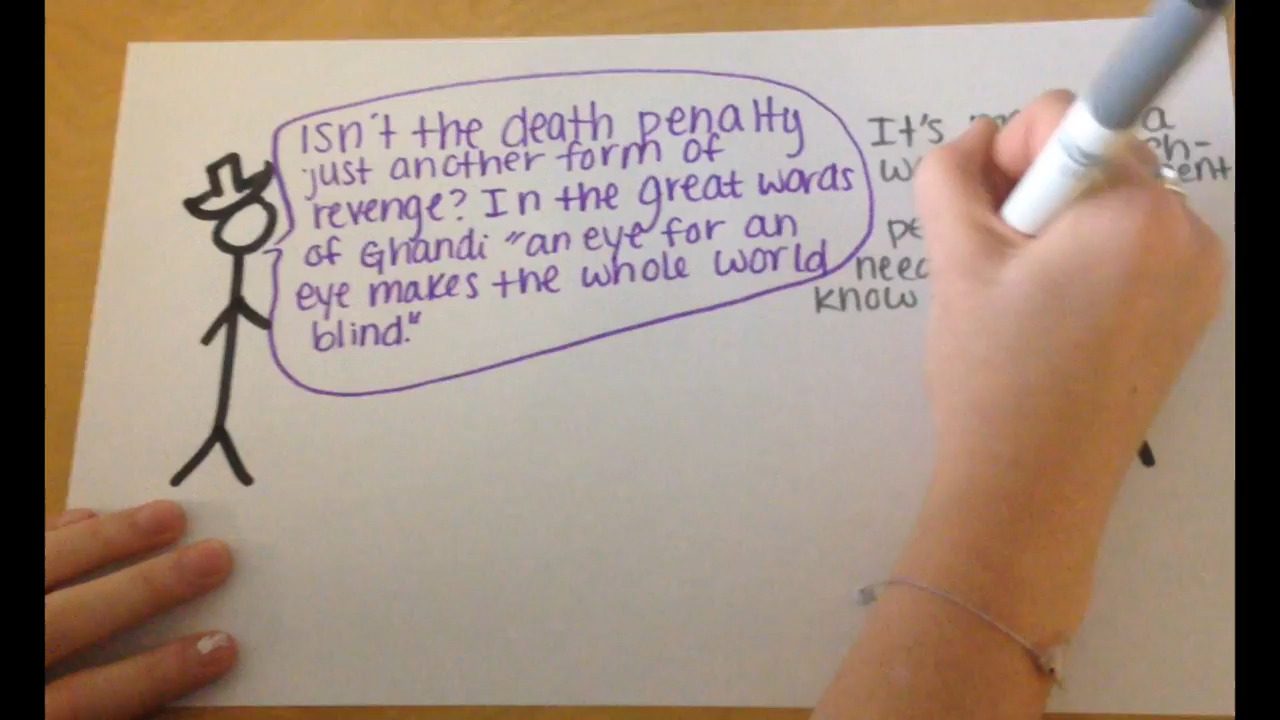 isn't the death penalty
just another form of
revenge? In the great words
of Ghandi "an eye for an
eye makes the whole world
blind."
It's a
need
know